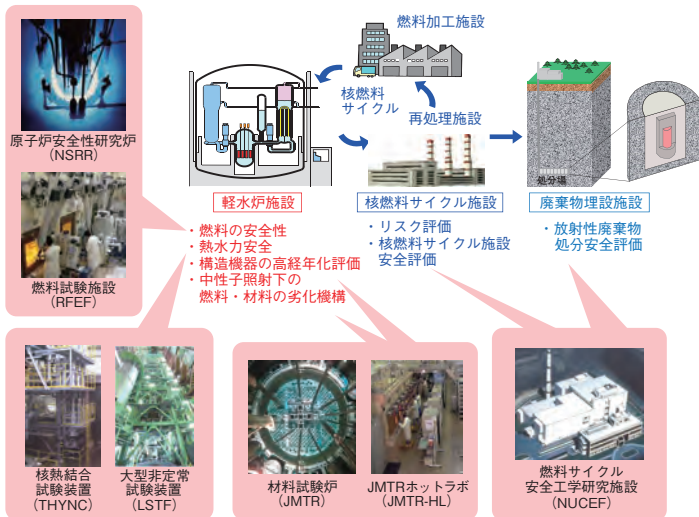 燃料加工施設
核燃料
サイクル
再処理施設
処分場
原子炉安全性研究炉
(NSRR)
燃料試験施設
(RFEF)
軽水炉施設
・燃料の安全性
・熱水力安全
・構造機器の高経年化評価
・中性子照射下の
燃料・材料の劣化機構
核燃料サイクル施設
・リスク評価
・核燃料サイクル施設
安全評価
廃棄物埋設施設
・放射性廃棄物
処分安全評価
核熱結合
試験装置
(THYNC)
大型非定常
試験装置
(LSTF)
材料試験炉
(JMTR)
JMTRホットラボ
(JMTR-HL)
燃料サイクル
安全工学研究施設
(NUCEF)